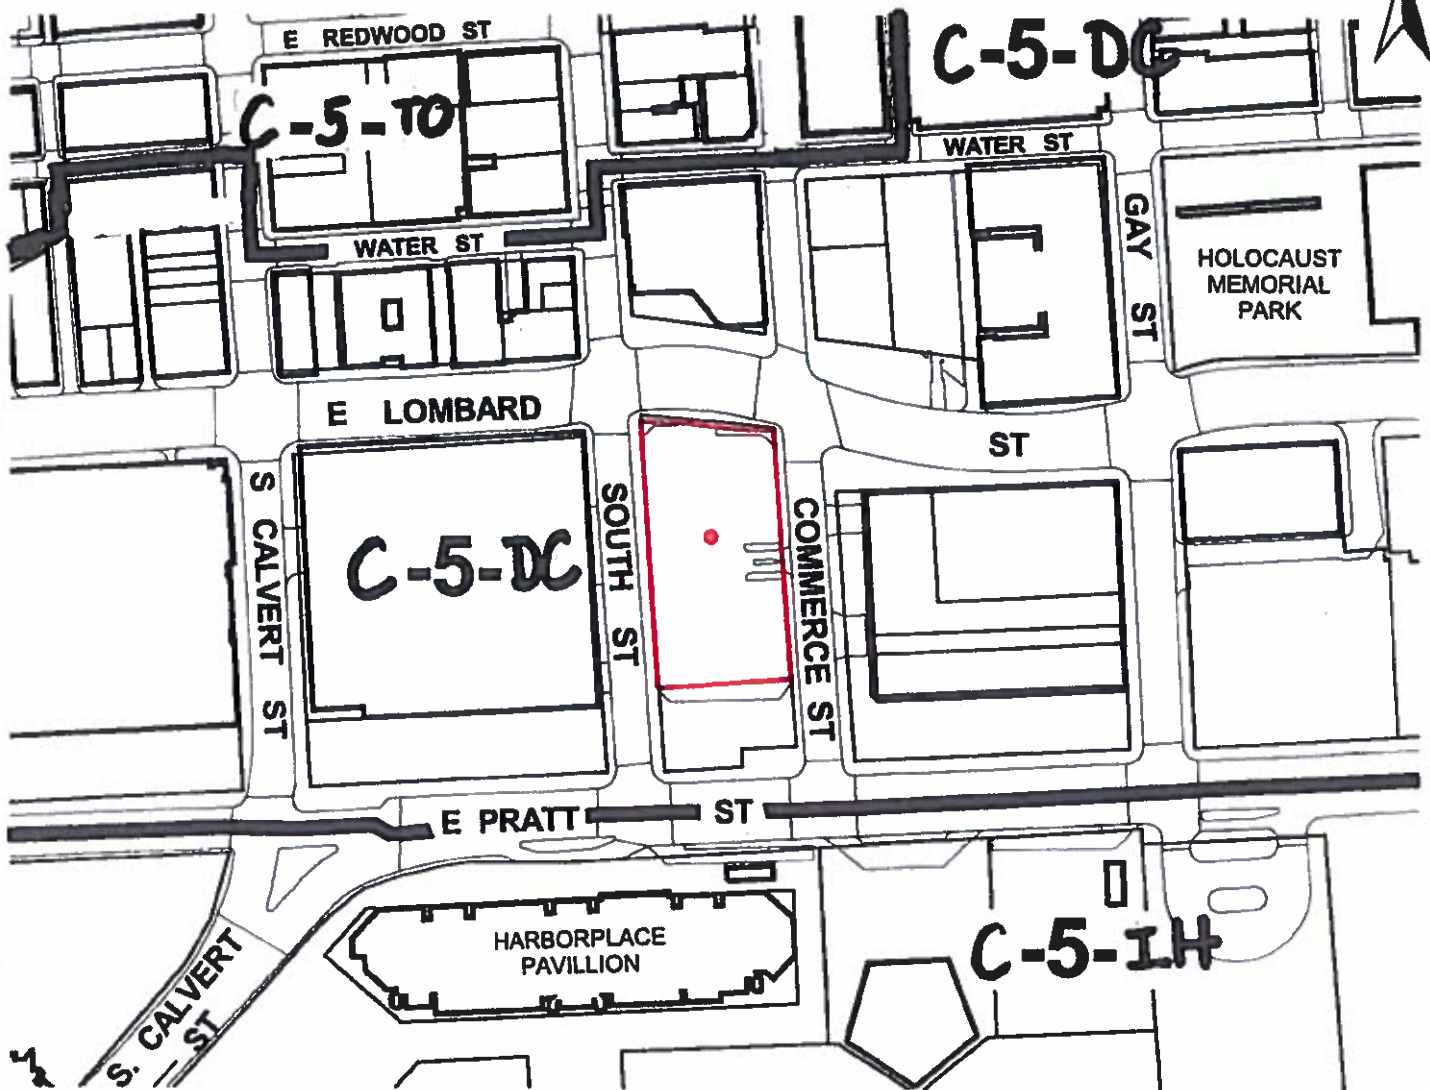 E REDWOOD ST
C-5-DC
C-5-TO
WATER ST
WATER ST
GAY ST
HOLOCAUST
MEMORIAL
PARK
E LOMBARD ST
S CALVERT ST
C-5-DC
SOUTH ST
COMMERCE ST
E PRATT ST
HARBORPLACE
PAVILLION
C-5-IH
S. CALVERT
ST